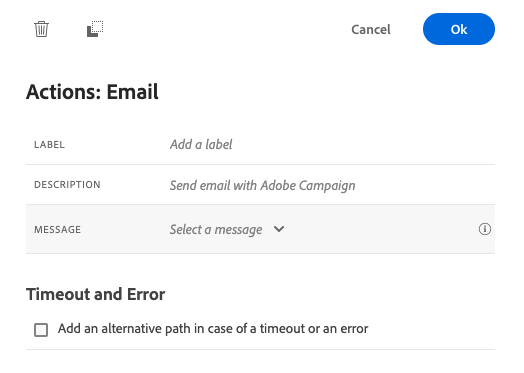 Cancel
Ok
Actions: Email
LABEL
Add a label
DESCRIPTION
Send email with Adobe Campaign
MESSAGE
Select a message
Timeout and Error
Add an alternative path in case of a timeout or an error